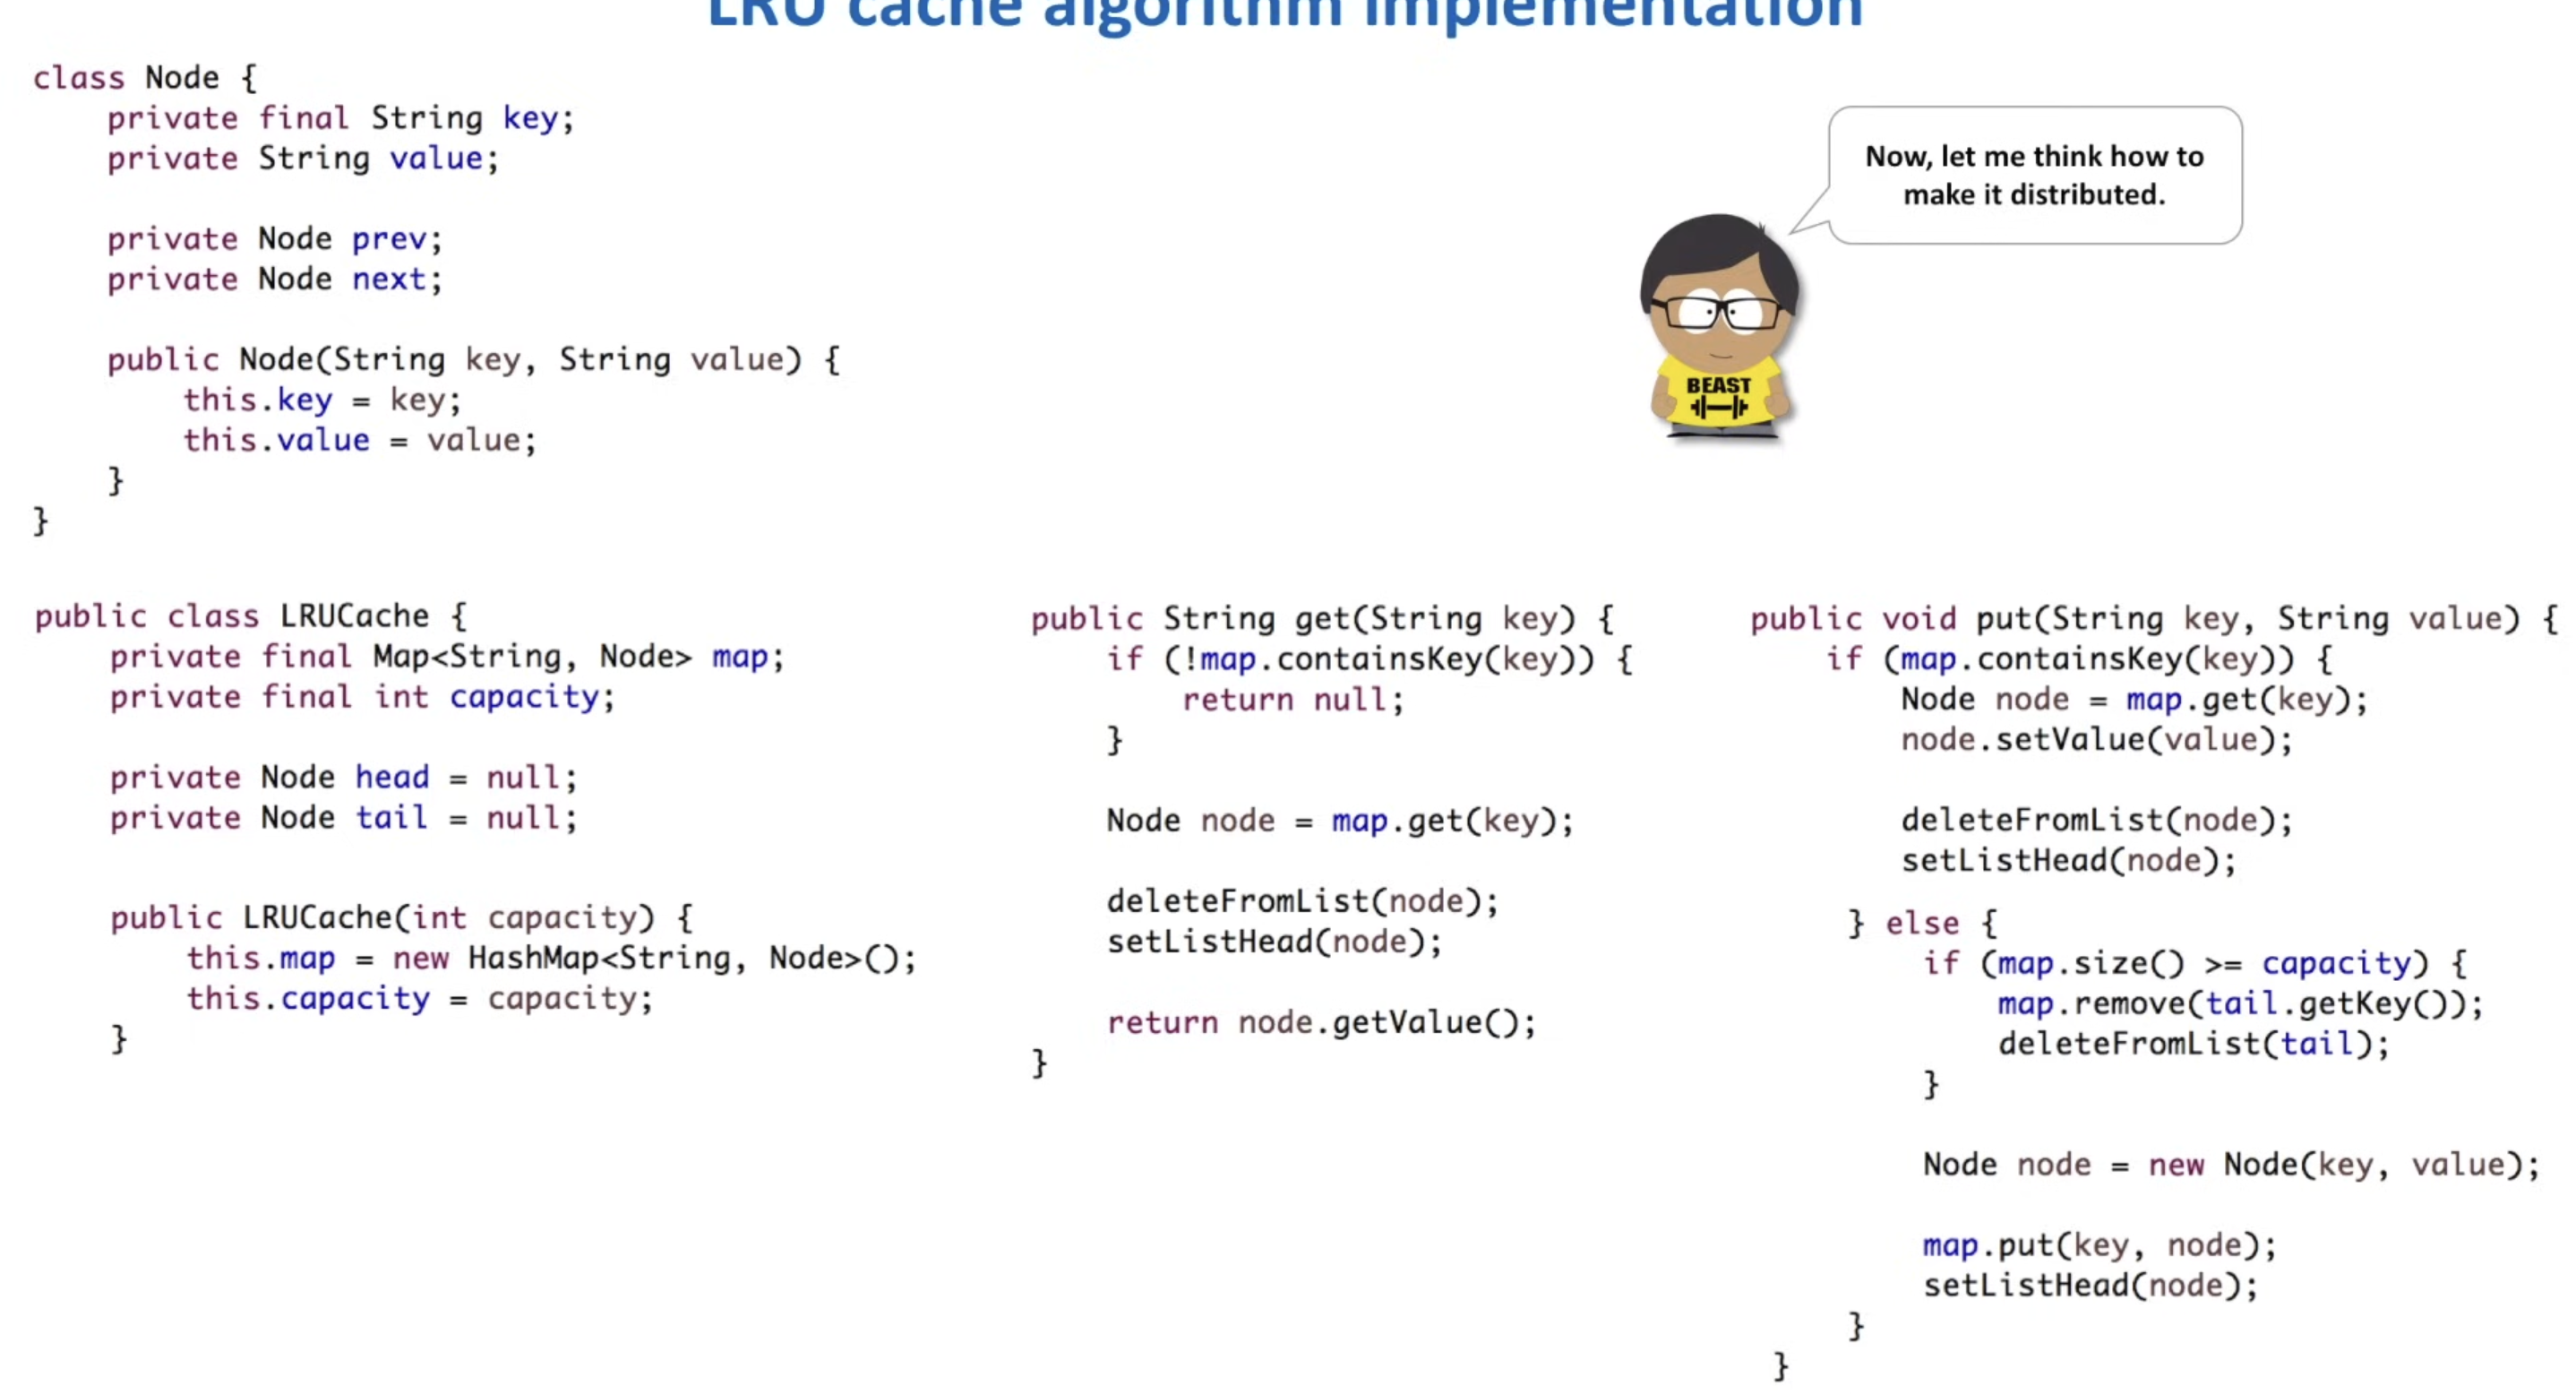 LRU cache algorithm implementation
class Node {
private final String key;
private String value;
private Node prev;
private Node next;
public Node(String key, String value) {
this.key = key;
this.value = value;
}
}
Now, let me think how to
make it distributed.
BEAST
public class LRUCache {
private final Map<String, Node> map;
private final int capacity;
private Node head = null;
private Node tail = null;
public LRUCache(int capacity) {
this.map = new HashMap<String, Node>();
this.capacity = capacity;
}
public String get(String key) {
if (!map.containsKey(key)) {
return null;
}
Node node = map.get(key);
deleteFromList(node);
setListHead(node);
return node.getValue();
}
public void put(String key, String value) {
if (map.containsKey(key)) {
Node node = map.get(key);
node.setValue(value);
deleteFromList(node);
setListHead(node);
} else {
if (map.size() >= capacity) {
map.remove(tail.getKey());
deleteFromList(tail);
}
Node node = new Node(key, value);
map.put(key, node);
setListHead(node);
}
}